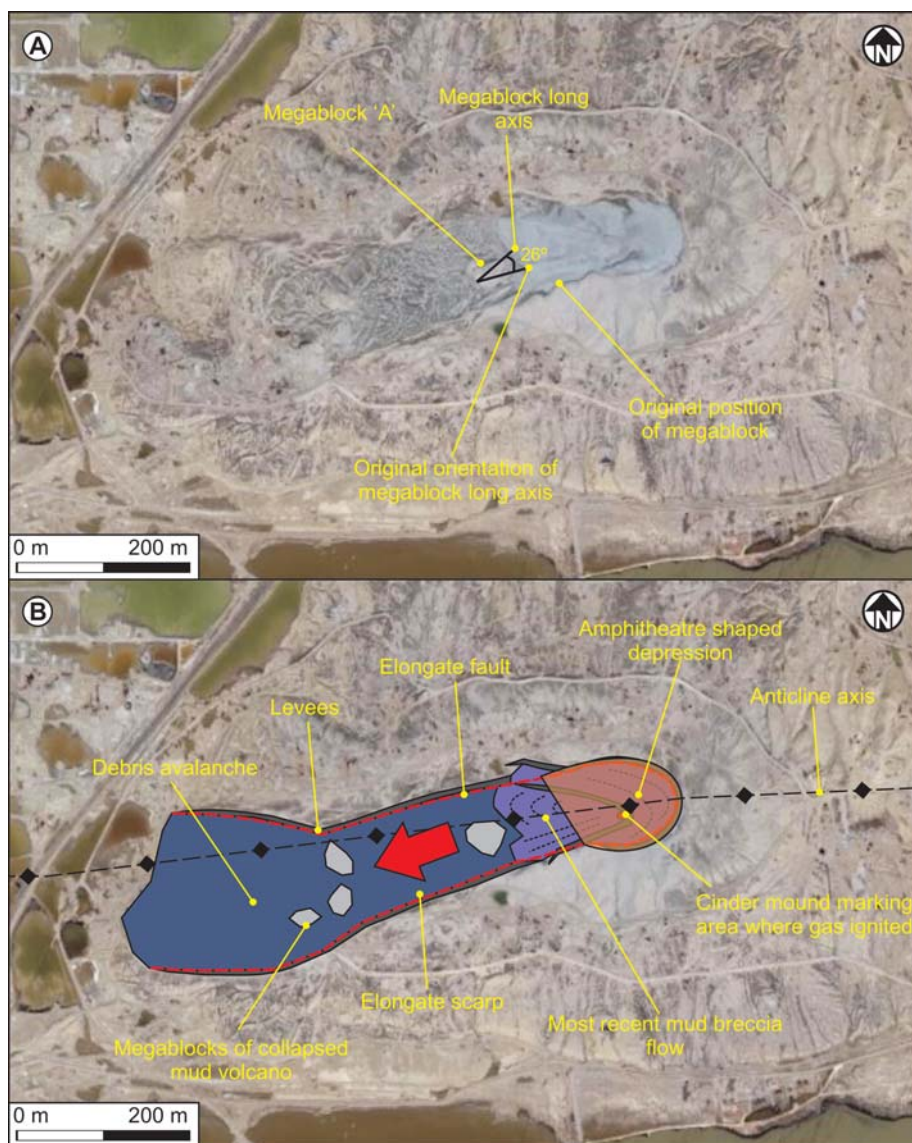 A
N
Megablock 'A'
Megablock long
axis
26º
Original position
of megablock
Original orientation of
megablock long axis
0 m 200 m
B
N
Amphitheatre shaped
depression
Elongate fault
Anticline axis
Levees
Debris avalanche
Cinder mound marking
area where gas ignited
Elongate scarp
Most recent mud breccia
flow
Megablocks of collapsed
mud volcano
0 m 200 m